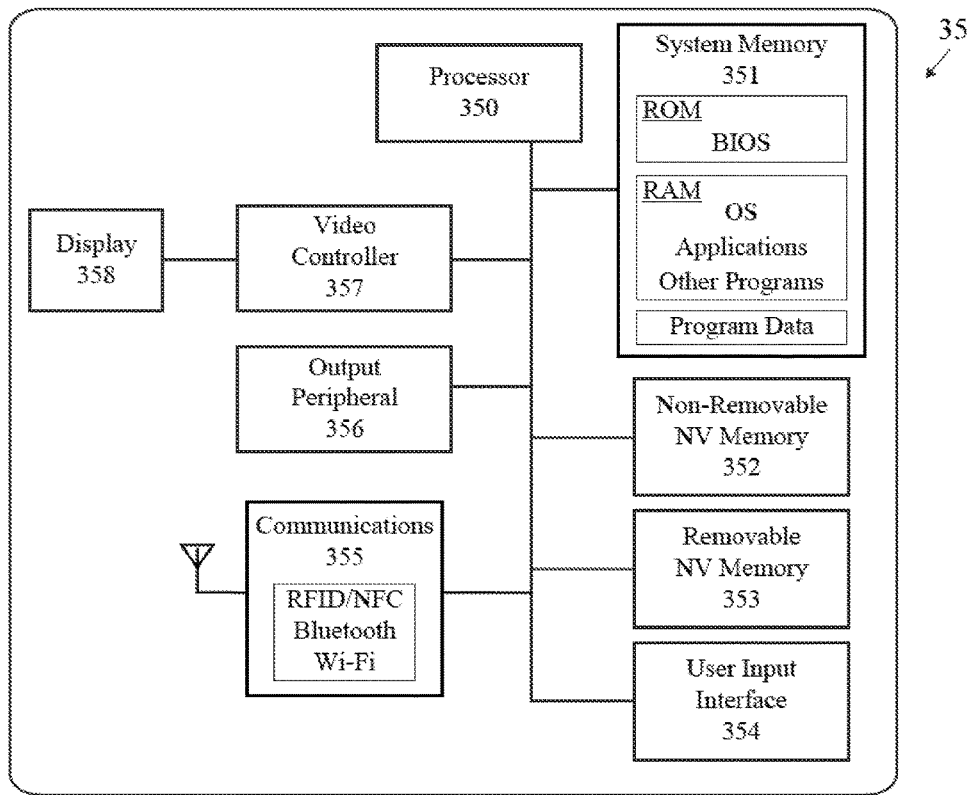 35
Processor
350
System Memory
351
ROM
BIOS
RAM
OS
Applications
Other Programs
Program Data
Display
358
Video
Controller
357
Output
Peripheral
356
Non-Removable
NV Memory
352
Communications
355
RFID/NFC
Bluetooth
Wi-Fi
Removable
NV Memory
353
User Input
Interface
354